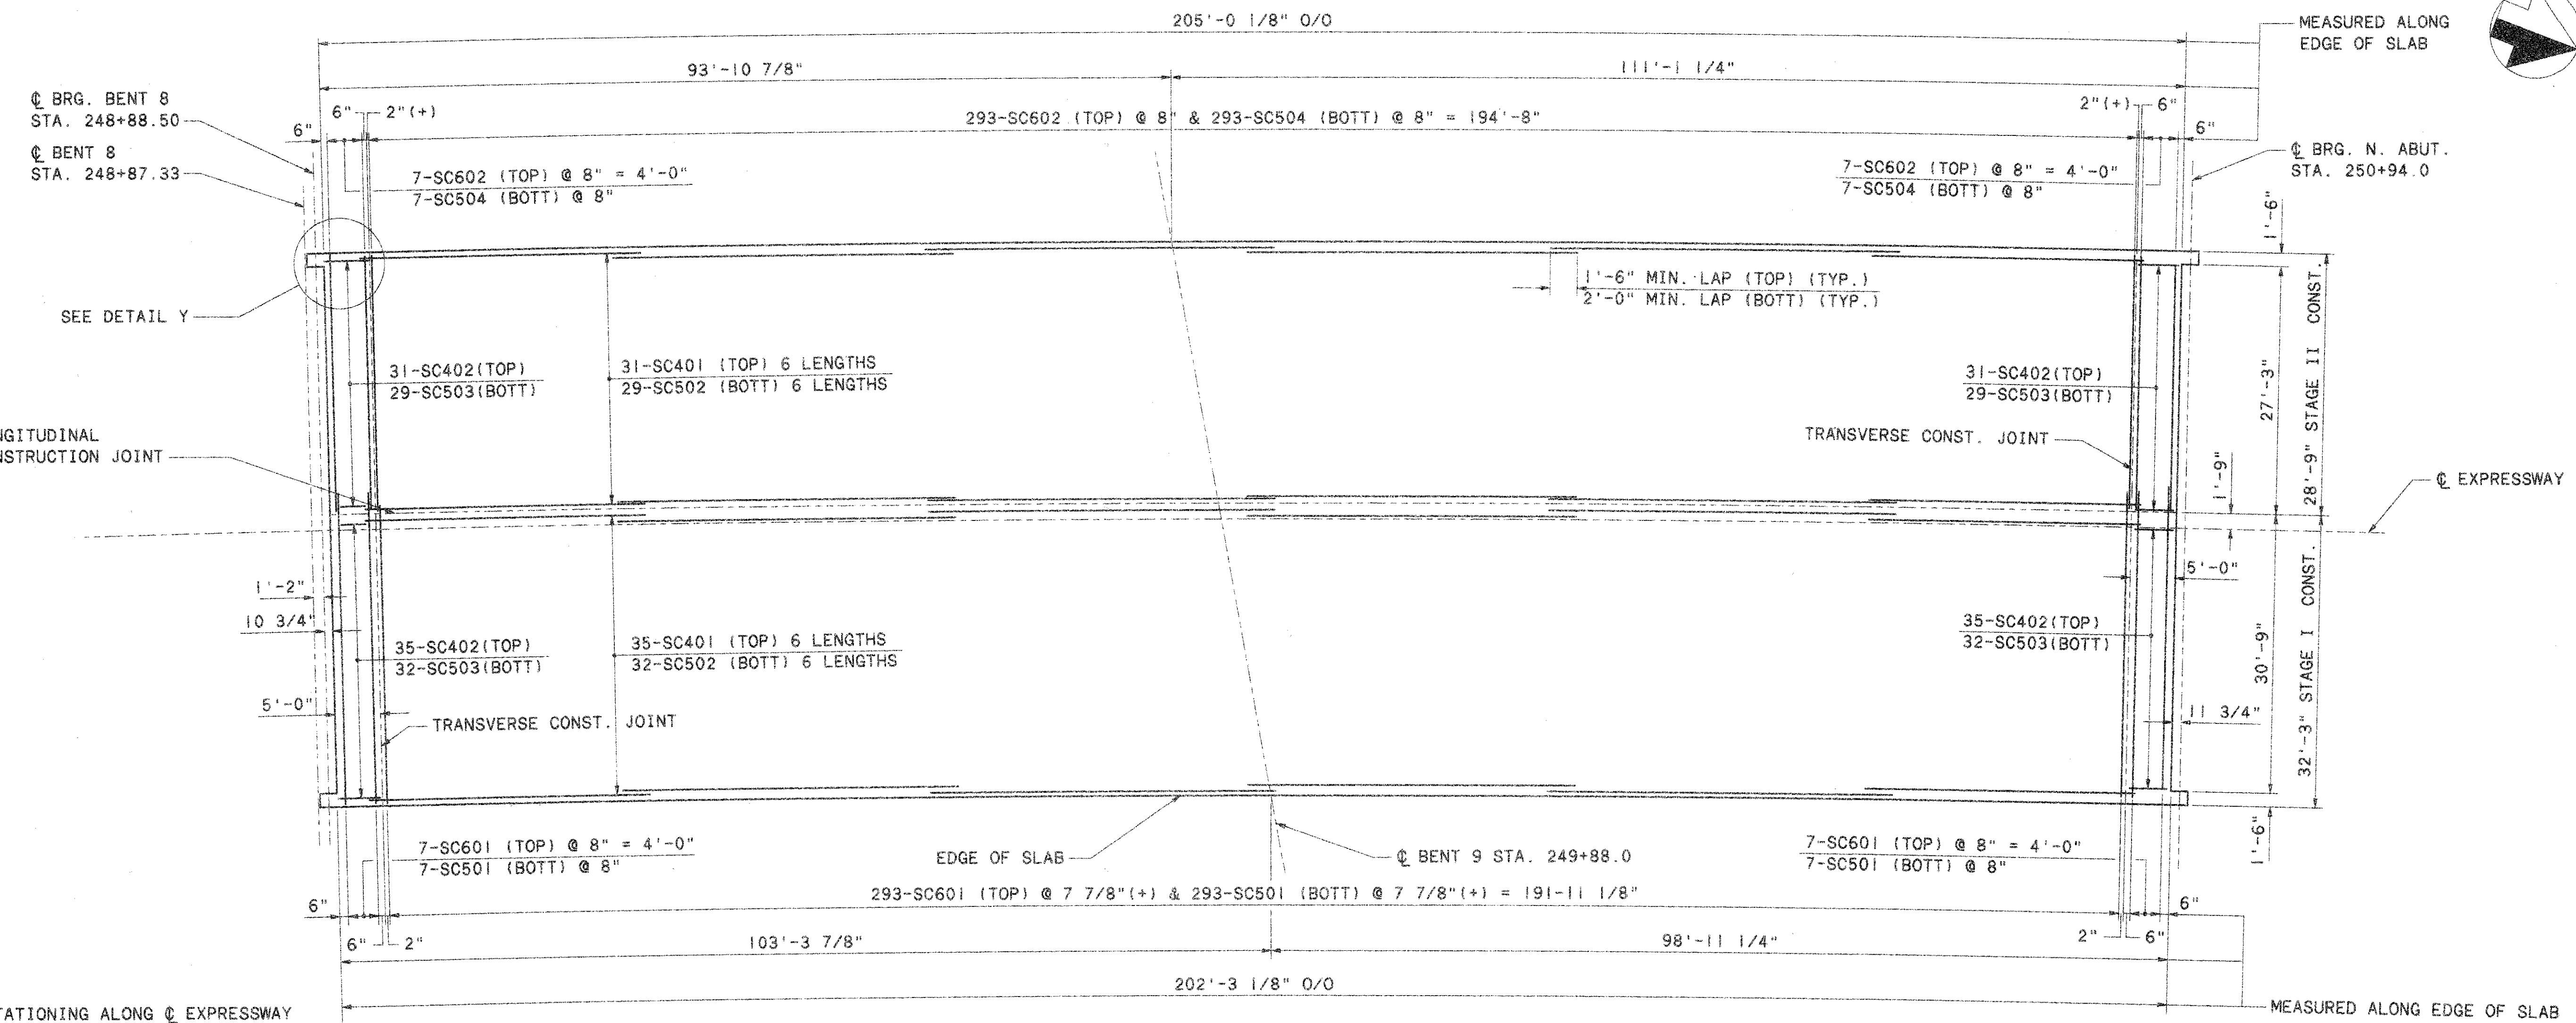 205'-0 1/8" O/O
MEASURED ALONG
EDGE OF SLAB
93'-10 7/8"
111'-1 1/4"
℄ BRG. BENT 8
STA. 248+88.50
6"
2"(+)
2"(+)
6"
6"
293-SC602 (TOP) @ 8" & 293-SC504 (BOTT) @ 8" = 194'-8"
6"
℄ BENT 8
STA. 248+87.33
℄ BRG. N. ABUT.
STA. 250+94.0
7-SC602 (TOP) @ 8" = 4'-0"
7-SC504 (BOTT) @ 8"
7-SC602 (TOP) @ 8" = 4'-0"
7-SC504 (BOTT) @ 8"
1'-6"
SEE DETAIL Y
1'-6" MIN. LAP (TOP) (TYP.)
2'-0" MIN. LAP (BOTT) (TYP.)
31-SC402(TOP)
29-SC503(BOTT)
31-SC401 (TOP) 6 LENGTHS
29-SC502 (BOTT) 6 LENGTHS
31-SC402(TOP)
29-SC503(BOTT)
27'-3"
28'-9" STAGE II CONST.
NGITUDINAL
NSTRUCTION JOINT
TRANSVERSE CONST. JOINT
1'-9"
℄ EXPRESSWAY
1'-2"
10 3/4"
5'-0"
35-SC402(TOP)
32-SC503(BOTT)
35-SC401 (TOP) 6 LENGTHS
32-SC502 (BOTT) 6 LENGTHS
35-SC402(TOP)
32-SC503(BOTT)
30'-9"
32'-3" STAGE I CONST.
5'-0"
TRANSVERSE CONST. JOINT
11 3/4"
7-SC601 (TOP) @ 8" = 4'-0"
7-SC501 (BOTT) @ 8"
EDGE OF SLAB
℄ BENT 9 STA. 249+88.0
7-SC601 (TOP) @ 8" = 4'-0"
7-SC501 (BOTT) @ 8"
1'-6"
293-SC601 (TOP) @ 7 7/8"(+) & 293-SC501 (BOTT) @ 7 7/8"(+) = 191-11 1/8"
6"
6"
6"
2"
103'-3 7/8"
98'-11 1/4"
2"
6"
202'-3 1/8" O/O
TATIONING ALONG ℄ EXPRESSWAY
MEASURED ALONG EDGE OF SLAB